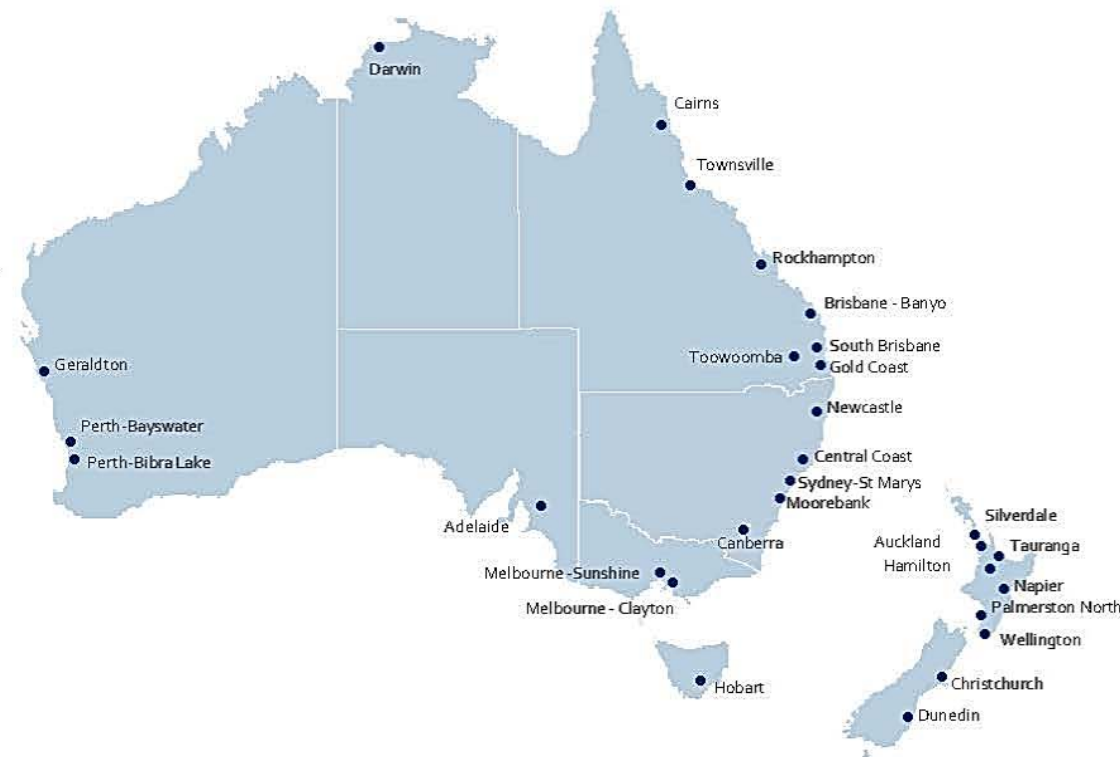 Darwin
Cairns
Townsville
Rockhampton
Brisbane - Banyo
South Brisbane
Toowoomba
Gold Coast
Geraldton
Newcastle
Perth-Bayswater
Central Coast
Perth-Bibra Lake
Sydney-St Marys
Moorebank
Adelaide
Canberra
Silverdale
Auckland
Tauranga
Hamilton
Melbourne-Sunshine
Napier
Melbourne - Clayton
Palmerston North
Wellington
Hobart
Christchurch
Dunedin